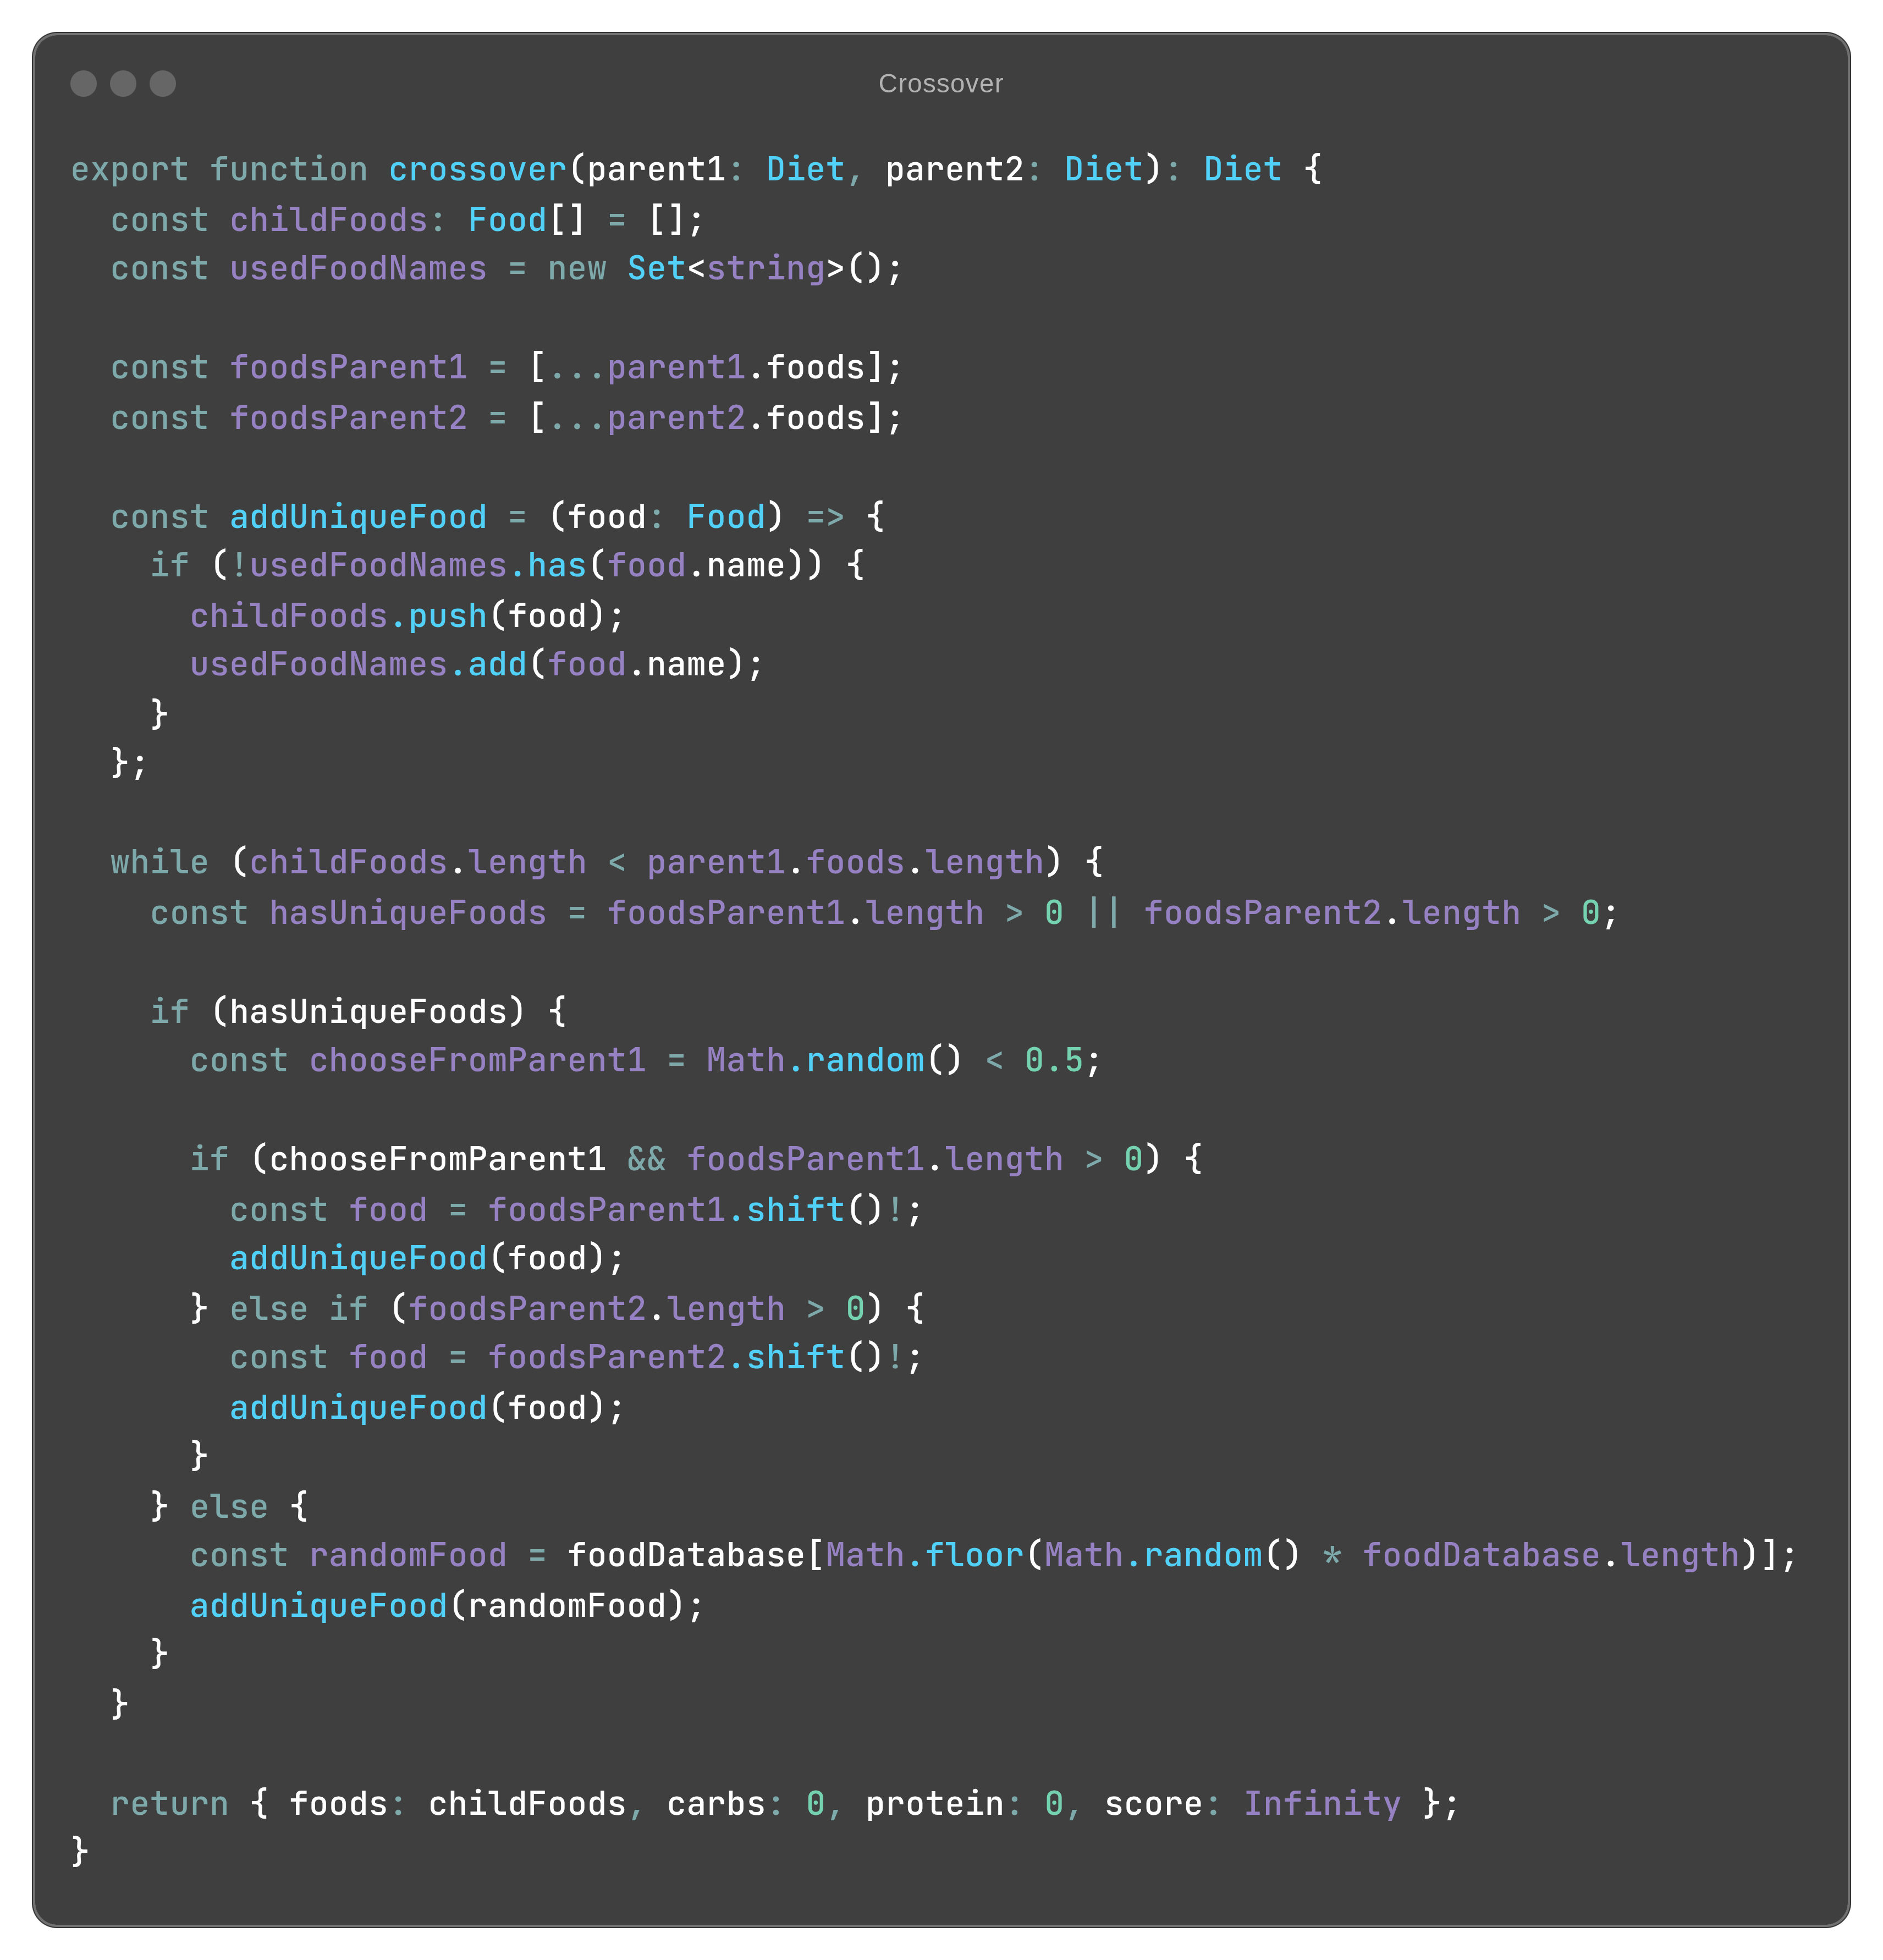 Crossover
export function crossover(parent1: Diet, parent2: Diet): Diet {
  const childFoods: Food[] = [];
  const usedFoodNames = new Set<string>();

  const foodsParent1 = [...parent1.foods];
  const foodsParent2 = [...parent2.foods];

  const addUniqueFood = (food: Food) => {
    if (!usedFoodNames.has(food.name)) {
      childFoods.push(food);
      usedFoodNames.add(food.name);
    }
  };

  while (childFoods.length < parent1.foods.length) {
    const hasUniqueFoods = foodsParent1.length > 0 || foodsParent2.length > 0;

    if (hasUniqueFoods) {
      const chooseFromParent1 = Math.random() < 0.5;

      if (chooseFromParent1 && foodsParent1.length > 0) {
        const food = foodsParent1.shift()!;
        addUniqueFood(food);
      } else if (foodsParent2.length > 0) {
        const food = foodsParent2.shift()!;
        addUniqueFood(food);
      }
    } else {
      const randomFood = foodDatabase[Math.floor(Math.random() * foodDatabase.length)];
      addUniqueFood(randomFood);
    }
  }

  return { foods: childFoods, carbs: 0, protein: 0, score: Infinity };
}